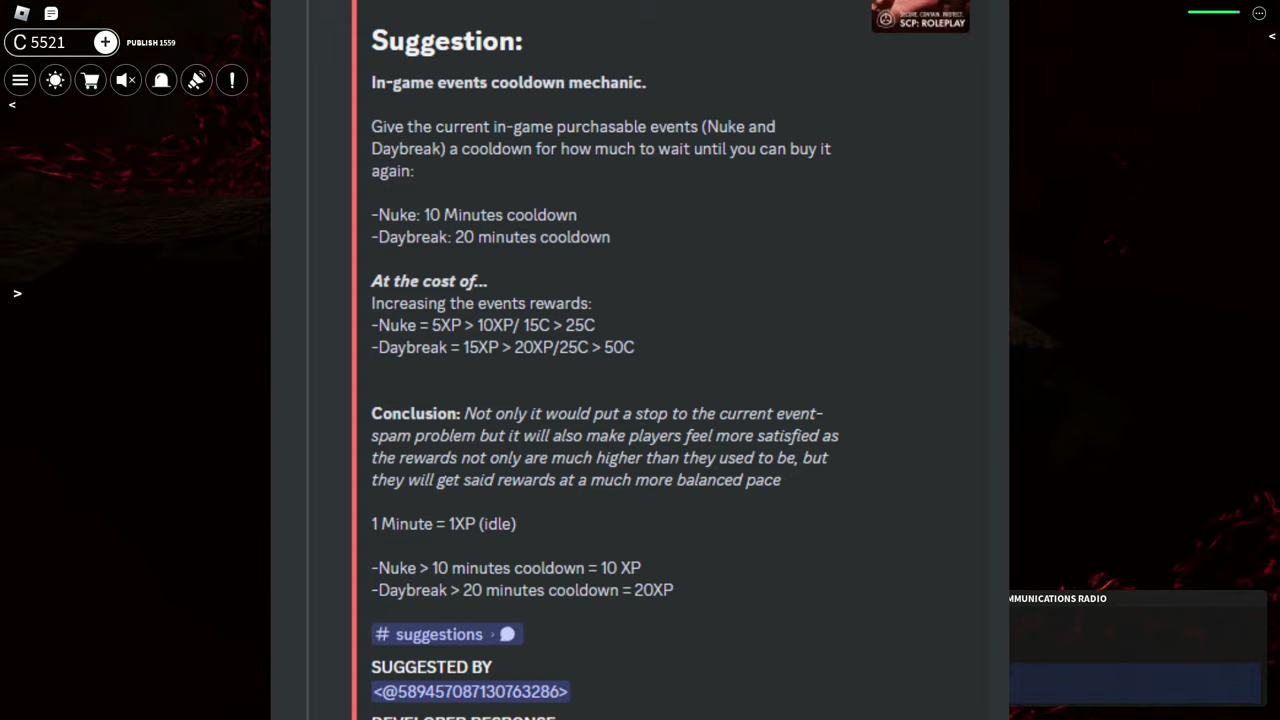 SECURE. CONTAIN. PROTECT.
SCP: ROLEPLAY
C 5521
+
PUBLISH 1559
<
<
>
Suggestion:
In-game events cooldown mechanic.
Give the current in-game purchasable events (Nuke and
Daybreak) a cooldown for how much to wait until you can buy it
again:
-Nuke: 10 Minutes cooldown
-Daybreak: 20 minutes cooldown
At the cost of...
Increasing the events rewards:
-Nuke = 5XP > 10XP/ 15C > 25C
-Daybreak = 15XP > 20XP/25C > 50C
Conclusion: Not only it would put a stop to the current event-
spam problem but it will also make players feel more satisfied as
the rewards not only are much higher than they used to be, but
they will get said rewards at a much more balanced pace
1 Minute = 1XP (idle)
-Nuke > 10 minutes cooldown = 10 XP
-Daybreak > 20 minutes cooldown = 20XP
# suggestions ›
SUGGESTED BY
<@589457087130763286>
DEVELOPER RESPONSE
MMUNICATIONS RADIO